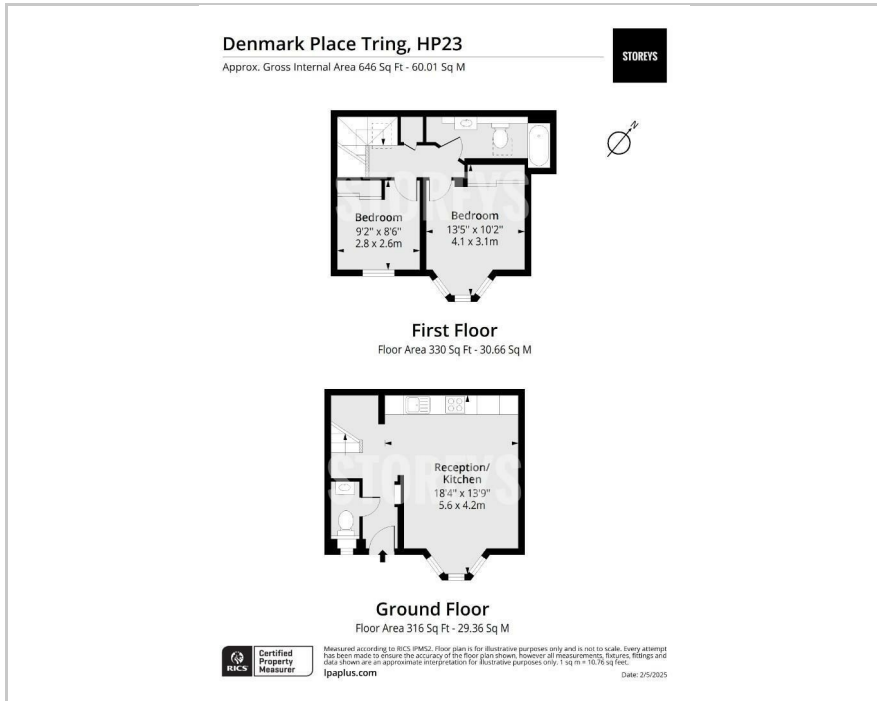 Denmark Place Tring, HP23
Approx. Gross Internal Area 646 Sq Ft - 60.01 Sq M
STOREYS
N
STOREYS
Bedroom
9'2" x 8'6"
2.8 x 2.6m
Bedroom
13'5" x 10'2"
4.1 x 3.1m
First Floor
Floor Area 330 Sq Ft - 30.66 Sq M
STOREYS
Reception/
Kitchen
18'4" x 13'9"
5.6 x 4.2m
Ground Floor
Floor Area 316 Sq Ft - 29.36 Sq M
RICS
Certified
Property
Measurer
Measured according to RICS IPMS2. Floor plan is for illustrative purposes only and is not to scale. Every attempt
has been made to ensure the accuracy of the floor plan shown, however all measurements, fixtures, fittings and
data shown are an approximate interpretation for illustrative purposes only. 1 sq m = 10.76 sq feet.
lpaplus.com
Date: 2/5/2025